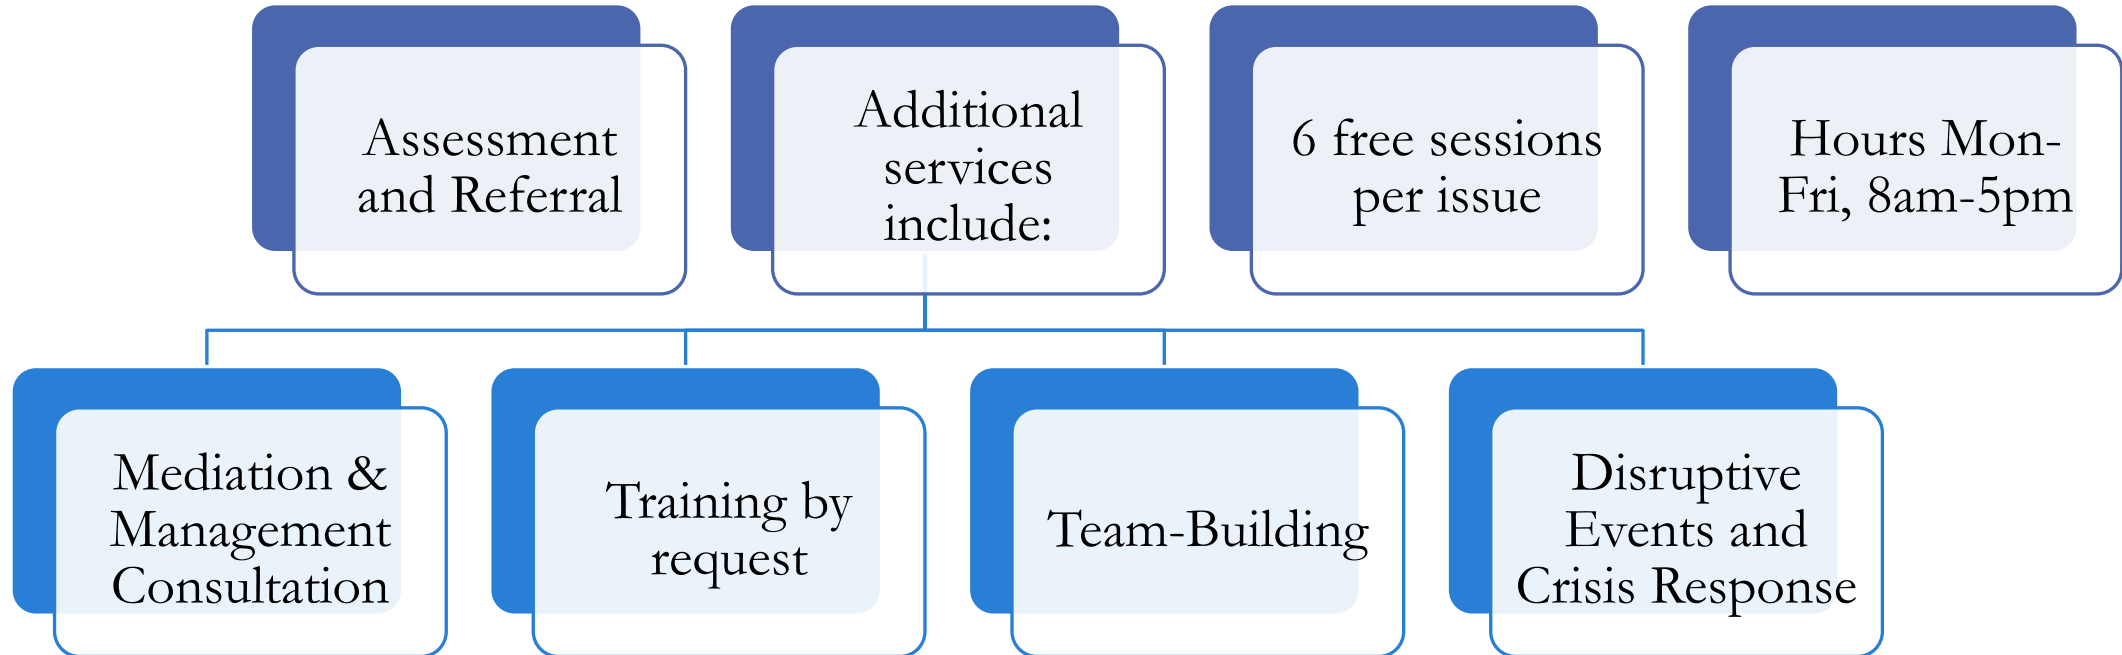 Assessment
and Referral
Additional
services
include:
6 free sessions
per issue
Hours Mon-
Fri, 8am-5pm
Mediation &
Management
Consultation
Training by
request
Team-Building
Disruptive
Events and
Crisis Response